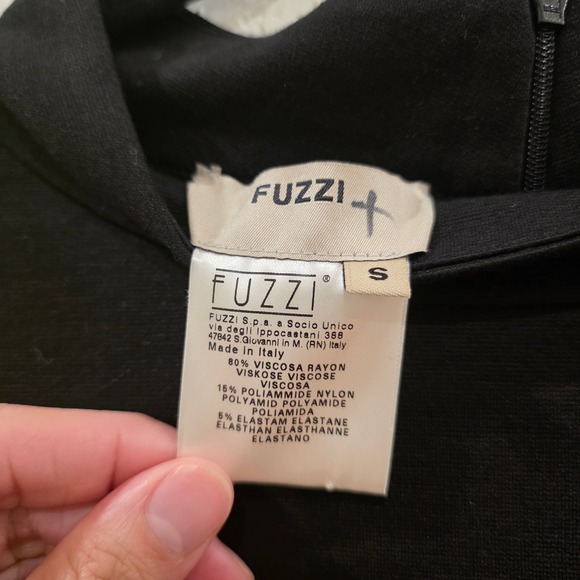 FUZZI
S
FUZZI®
FUZZI S.p.a. a Socio Unico
via degli Ippocastani 388
47842 S.Giovanni in M. (RN) Italy
Made in Italy
80% VISCOSA RAYON
VISKOSE VISCOSE
VISCOSA
15% POLIAMMIDE NYLON
POLYAMID POLYAMIDE
POLIAMIDA
5% ELASTAM ELASTANE
ELASTHAN ELASTHANNE
ELASTANO